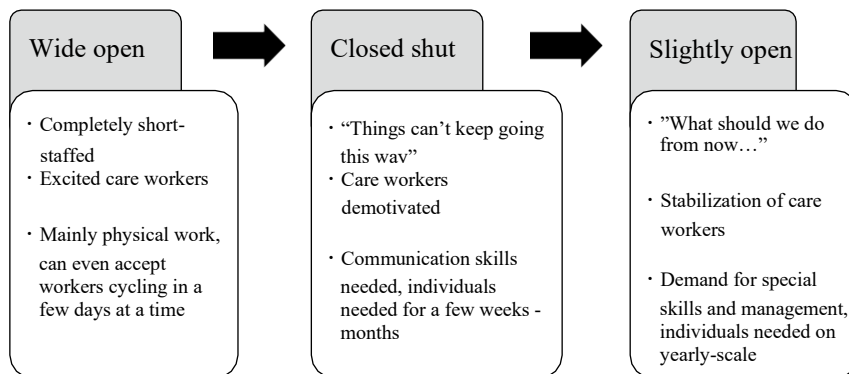 Wide open
Closed shut
Slightly open
・Completely short-
staffed
・Excited care workers
・Mainly physical work,
can even accept
workers cycling in a
few days at a time
・“Things can’t keep going
this wav”
・Care workers
demotivated
・Communication skills
needed, individuals
needed for a few weeks -
months
・”What should we do
from now…”
・Stabilization of care
workers
・Demand for special
skills and management,
individuals needed on
yearly-scale